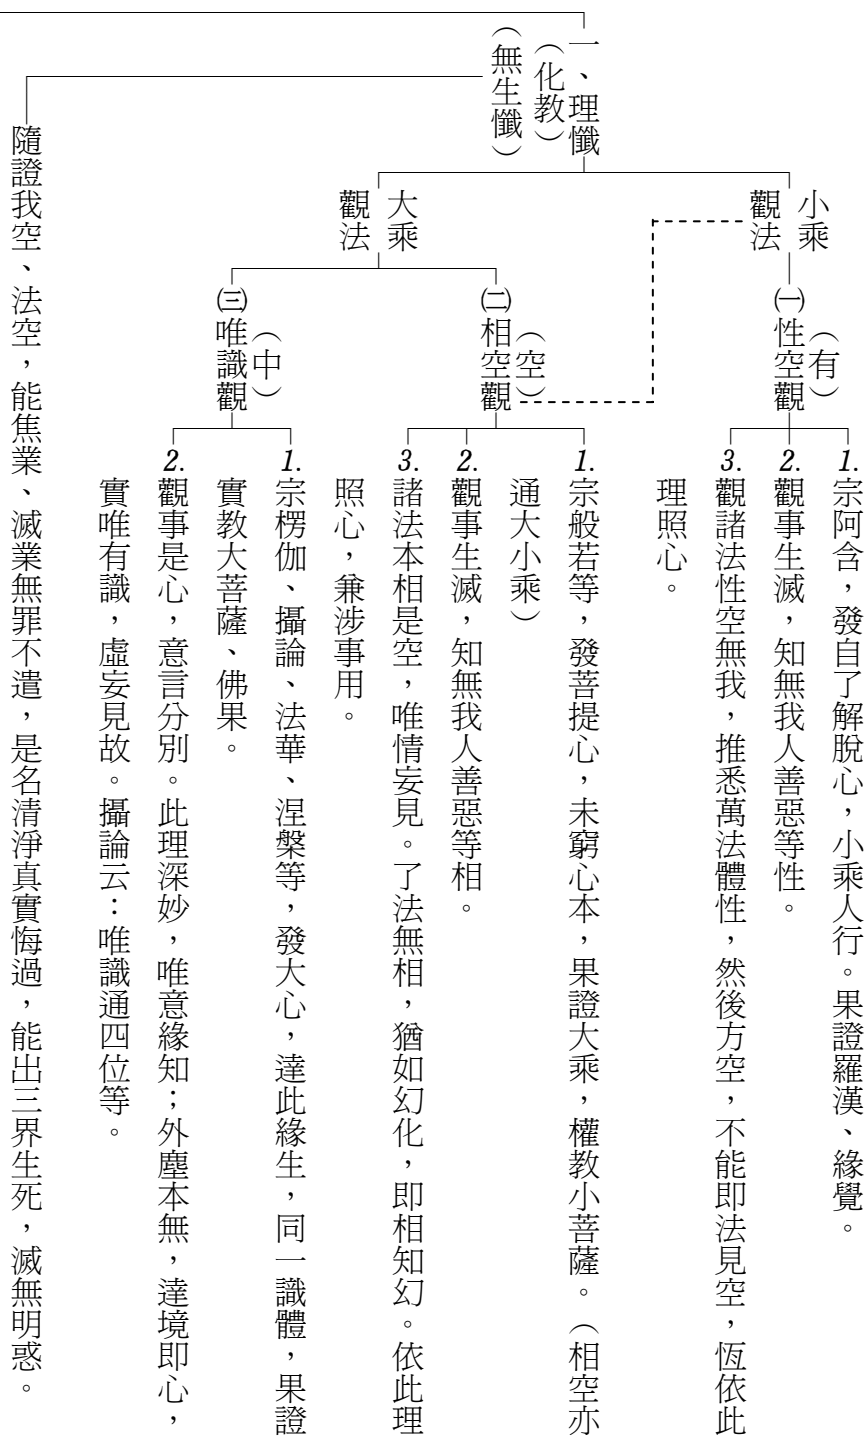 一、理懺
（化教）
（無生懺）
小乘
觀法
（有）
㈠性空觀
1.宗阿含，發自了解脫心，小乘人行。果證羅漢、緣覺。
2.觀事生滅，知無我人善惡等性。
3.觀諸法性空無我，推悉萬法體性，然後方空，不能即法見空，恆依此
理照心。
大乘
觀法
（空）
㈡相空觀
1.宗般若等，發菩提心，未窮心本，果證大乘，權教小菩薩。（相空亦
通大小乘）
2.觀事生滅，知無我人善惡等相。
3.諸法本相是空，唯情妄見。了法無相，猶如幻化，即相知幻。依此理
照心，兼涉事用。
（中）
㈢唯識觀
1.宗楞伽、攝論、法華、涅槃等，發大心，達此緣生，同一識體，果證
實教大菩薩、佛果。
2.觀事是心，意言分別。此理深妙，唯意緣知；外塵本無，達境即心，
實唯有識，虛妄見故。攝論云：唯識通四位等。
隨證我空、法空，能焦業、滅業無罪不遣，是名清淨真實悔過，能出三界生死，滅無明惑。